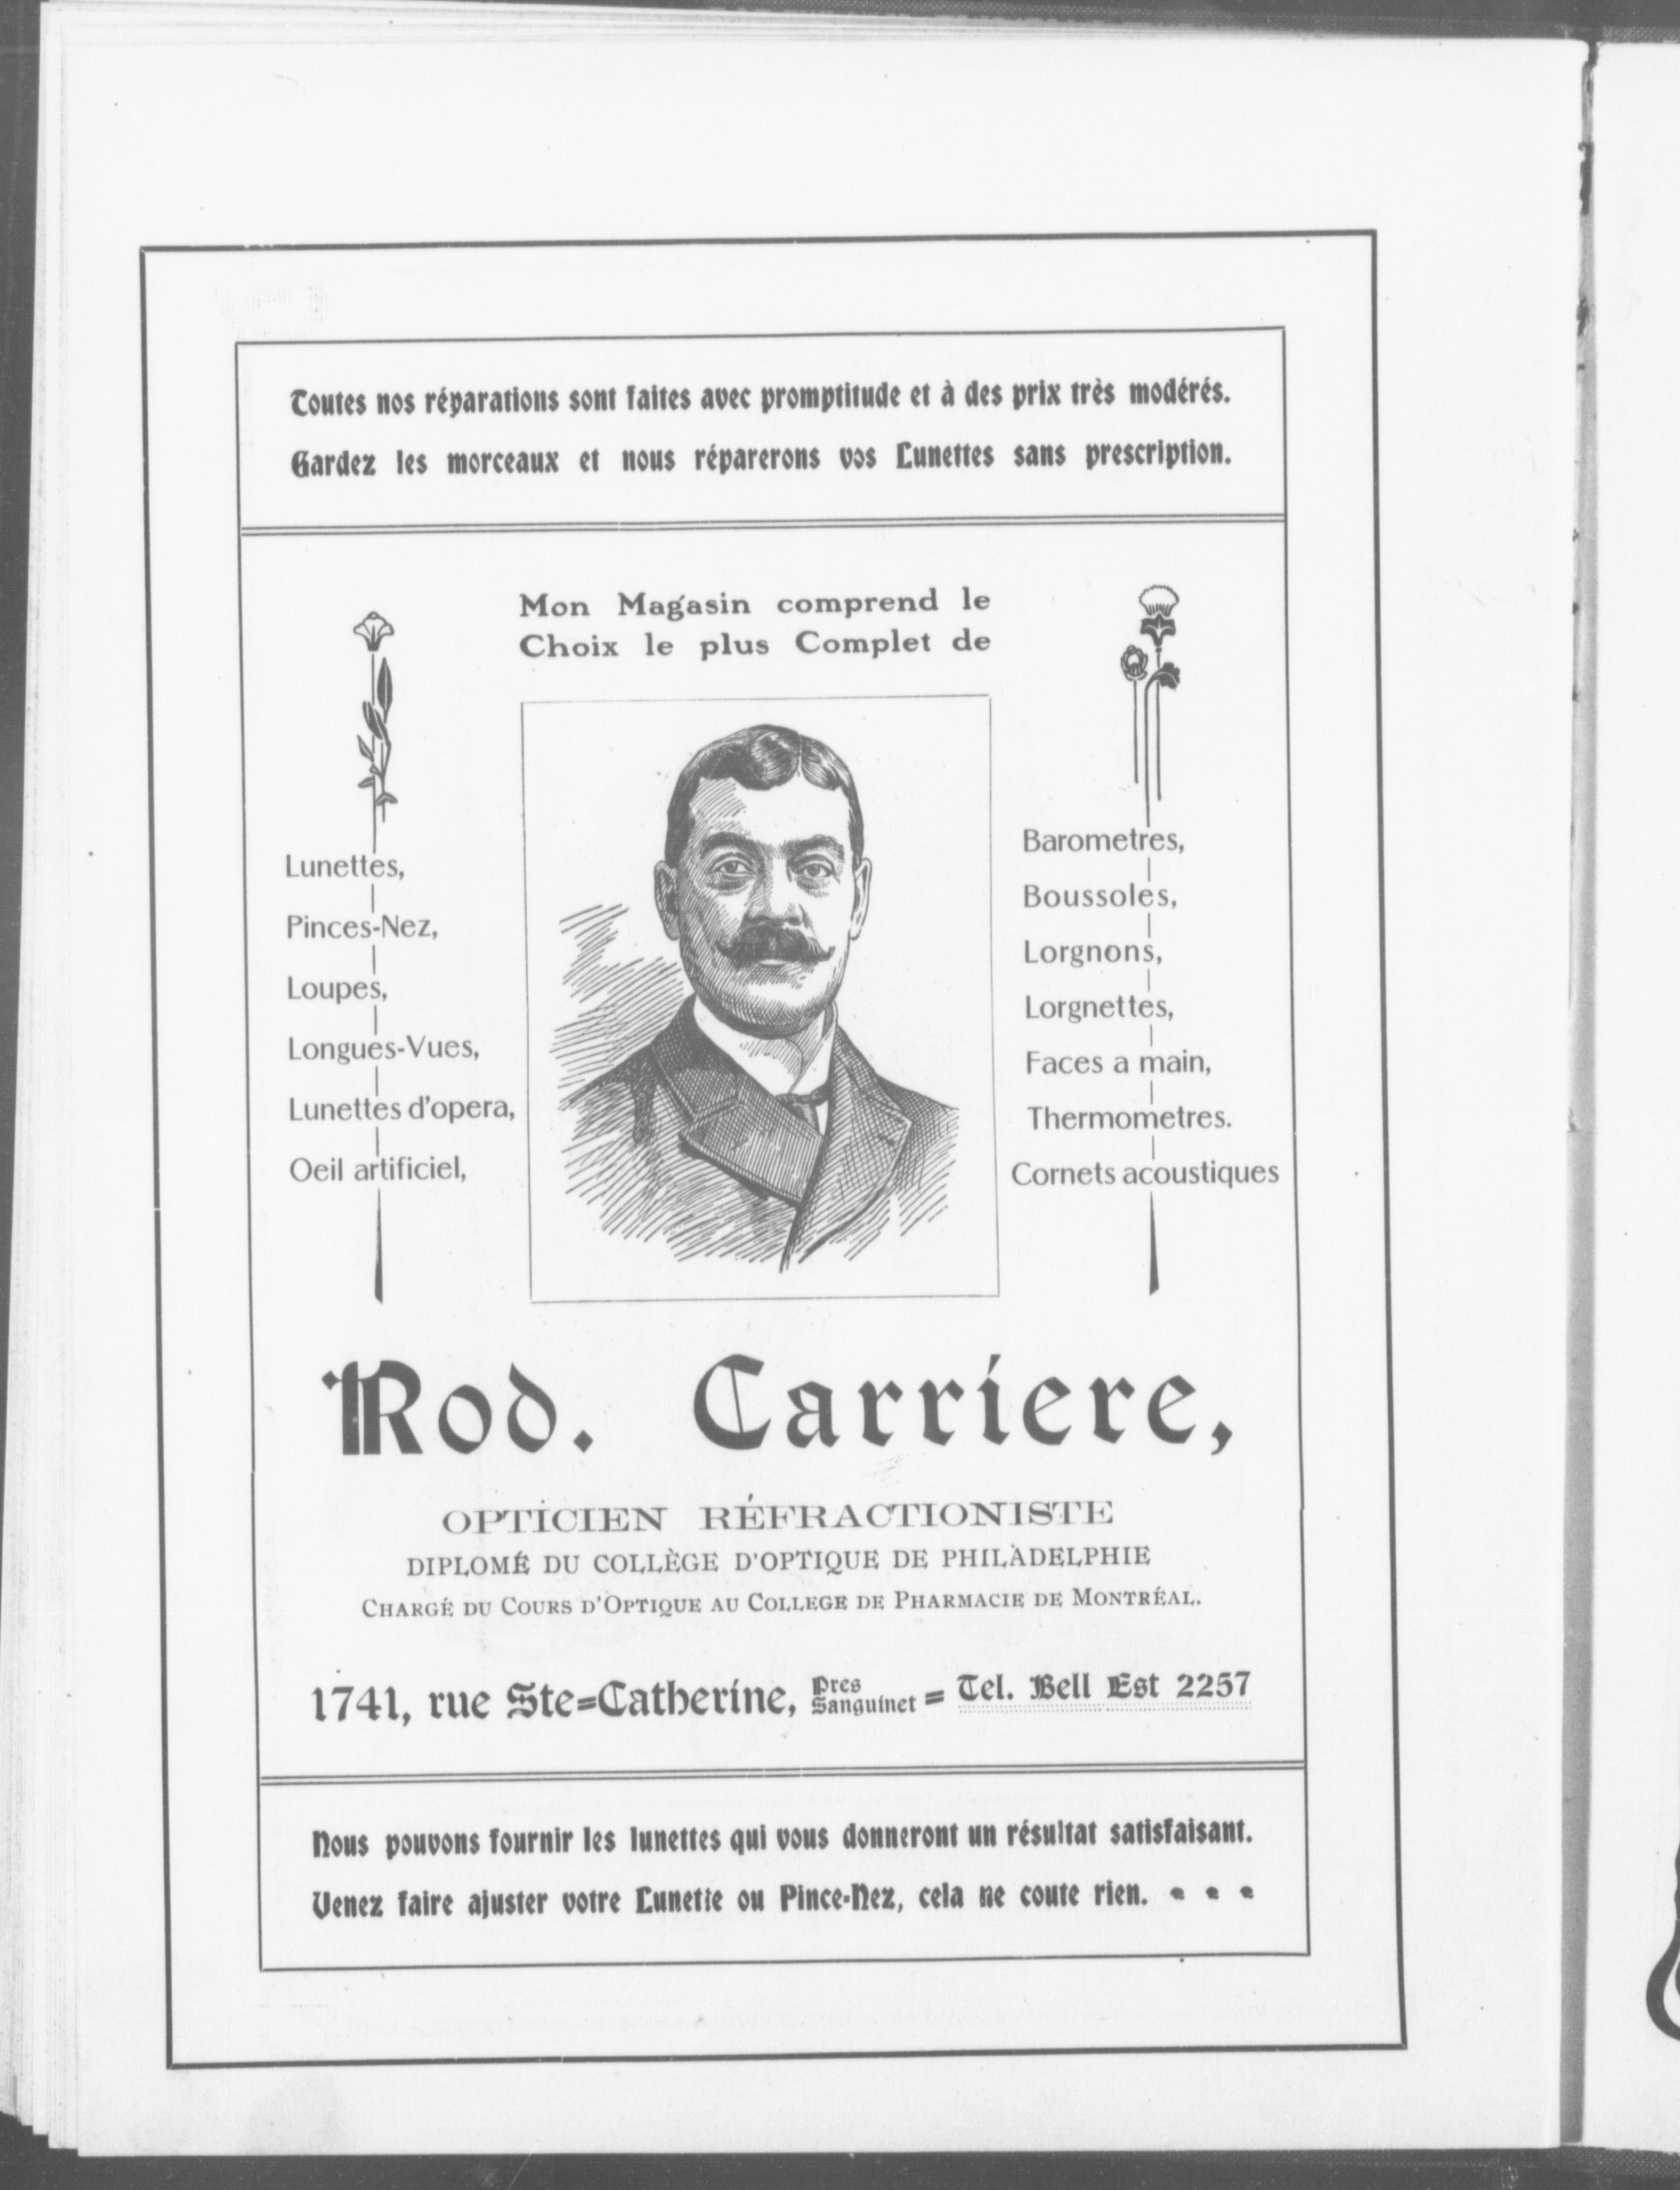 Toutes nos réparations sont faites avec promptitude et à des prix très modérés.
Gardez les morceaux et nous réparerons vos Lunettes sans prescription.
Mon Magasin comprend le
Choix le plus Complet de
Lunettes,
Pinces-Nez,
Loupes,
Longues-Vues,
Lunettes d'opera,
Oeil artificiel,
Barometres,
Boussoles,
Lorgnons,
Lorgnettes,
Faces a main,
Thermometres.
Cornets acoustiques
Rod. Carriere,
OPTICIEN RÉFRACTIONISTE
DIPLOMÉ DU COLLÈGE D'OPTIQUE DE PHILADELPHIE
CHARGÉ DU COURS D'OPTIQUE AU COLLEGE DE PHARMACIE DE MONTRÉAL.
1741, rue Ste=Catherine, Pres Sanguinet = Tel. Bell Est 2257
Nous pouvons fournir les lunettes qui vous donneront un résultat satisfaisant.
Venez faire ajuster votre Lunette ou Pince-Nez, cela ne coute rien.